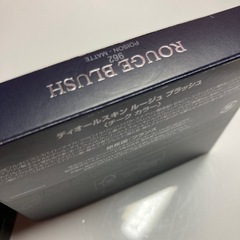 ROUGE BLUSH
962
POISON - MATTE
ディオールスキン ルージュ ブラッシュ
(チーク カラー)